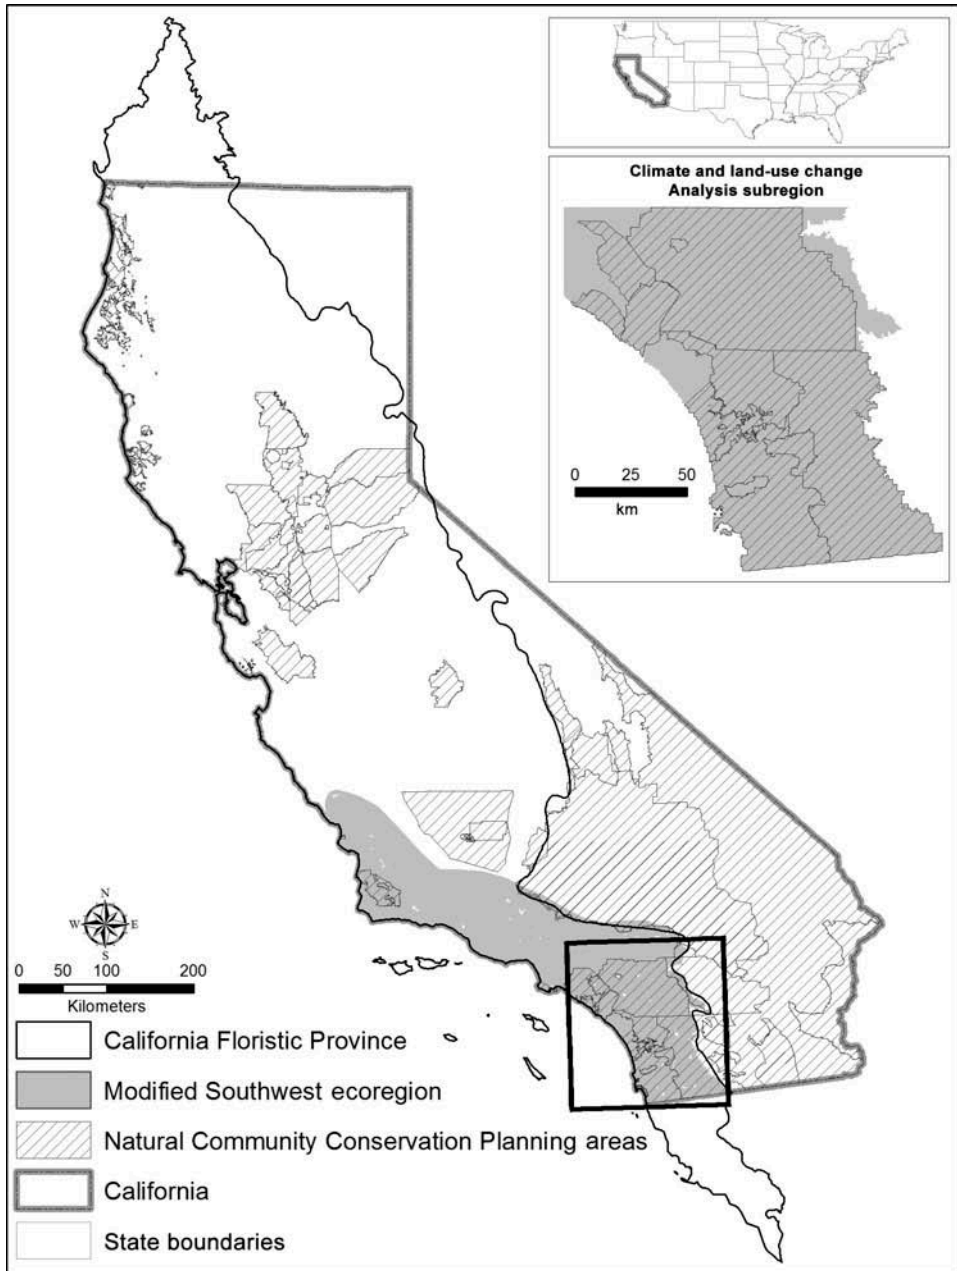 Climate and land-use change
Analysis subregion
0 25 50
km
N
W E
S
0 50 100 200
Kilometers
California Floristic Province
Modified Southwest ecoregion
Natural Community Conservation Planning areas
California
State boundaries